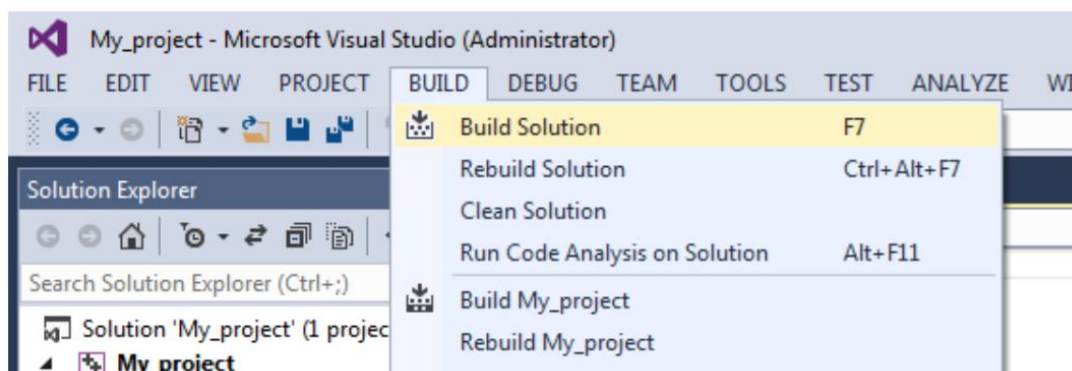 My_project - Microsoft Visual Studio (Administrator)
FILE EDIT VIEW PROJECT BUILD DEBUG TEAM TOOLS TEST ANALYZE
Build Solution F7
Rebuild Solution Ctrl+Alt+F7
Solution Explorer
Clean Solution
Run Code Analysis on Solution Alt+F11
Search Solution Explorer (Ctrl+;)
Build My_project
Solution 'My_project' (1 projec
Rebuild My_project
My_project